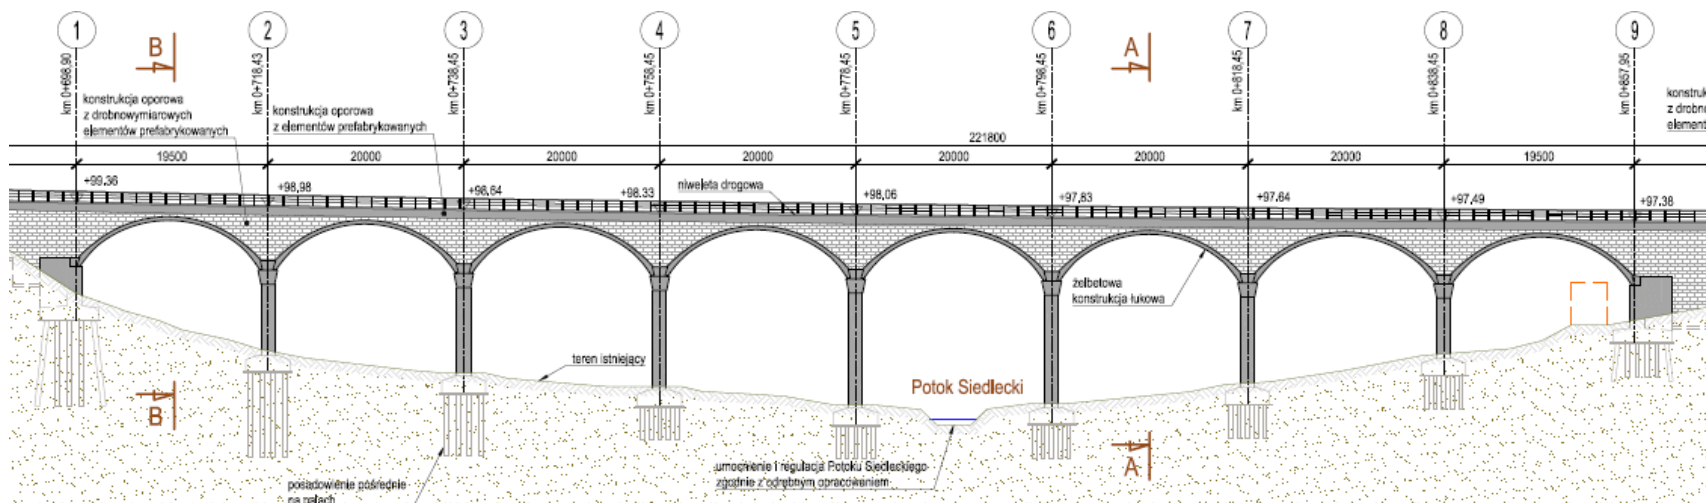 1 2 3 4 5 6 7 8 9
B A
km 0+698,90 km 0+718,43 km 0+738,45 km 0+758,45 km 0+778,45 km 0+798,45 km 0+818,45 km 0+838,45 km 0+857,95
konstrukcja oporowa
z drobnowymiarowych
elementów prefabrykowanych
konstrukcja oporowa
z elementów prefabrykowanych
konstruk
z drobno
element
221800
19500 20000 20000 20000 20000 20000 20000 19500
+99.36 +98,98 +98,64 +98.33 niweleta drogowa +98,06 +97,83 +97,64 +97,49 +97.38
żelbetowa
konstrukcja łukowa
teren istniejący
Potok Siedlecki
B A
umocnienie i regulacja Potoku Siedleckiego
zgodnie z odrębnym opracowaniem
posadowienie pośrednie
na palach